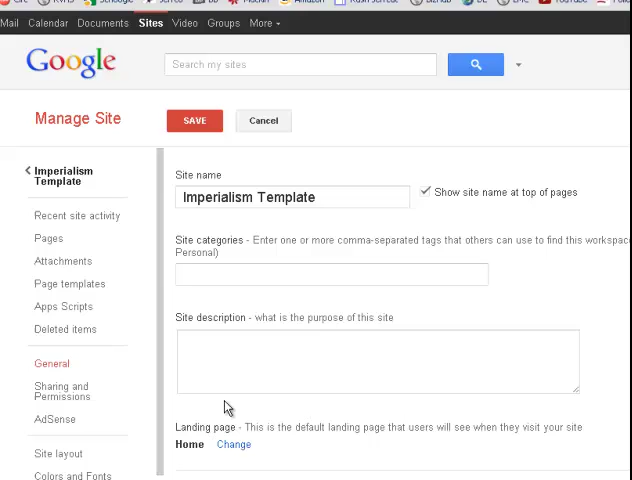 Mail Calendar Documents Sites Video Groups More
Google
Search my sites
Manage Site
SAVE
Cancel
Imperialism Template
Recent site activity
Pages
Attachments
Page templates
Apps Scripts
Deleted items
General
Sharing and Permissions
AdSense
Site layout
Colors and Fonts
Site name
Imperialism Template
Show site name at top of pages
Site categories - Enter one or more comma-separated tags that others can use to find this workspac
Personal)
Site description - what is the purpose of this site
Landing page - This is the default landing page that users will see when they visit your site
Home Change